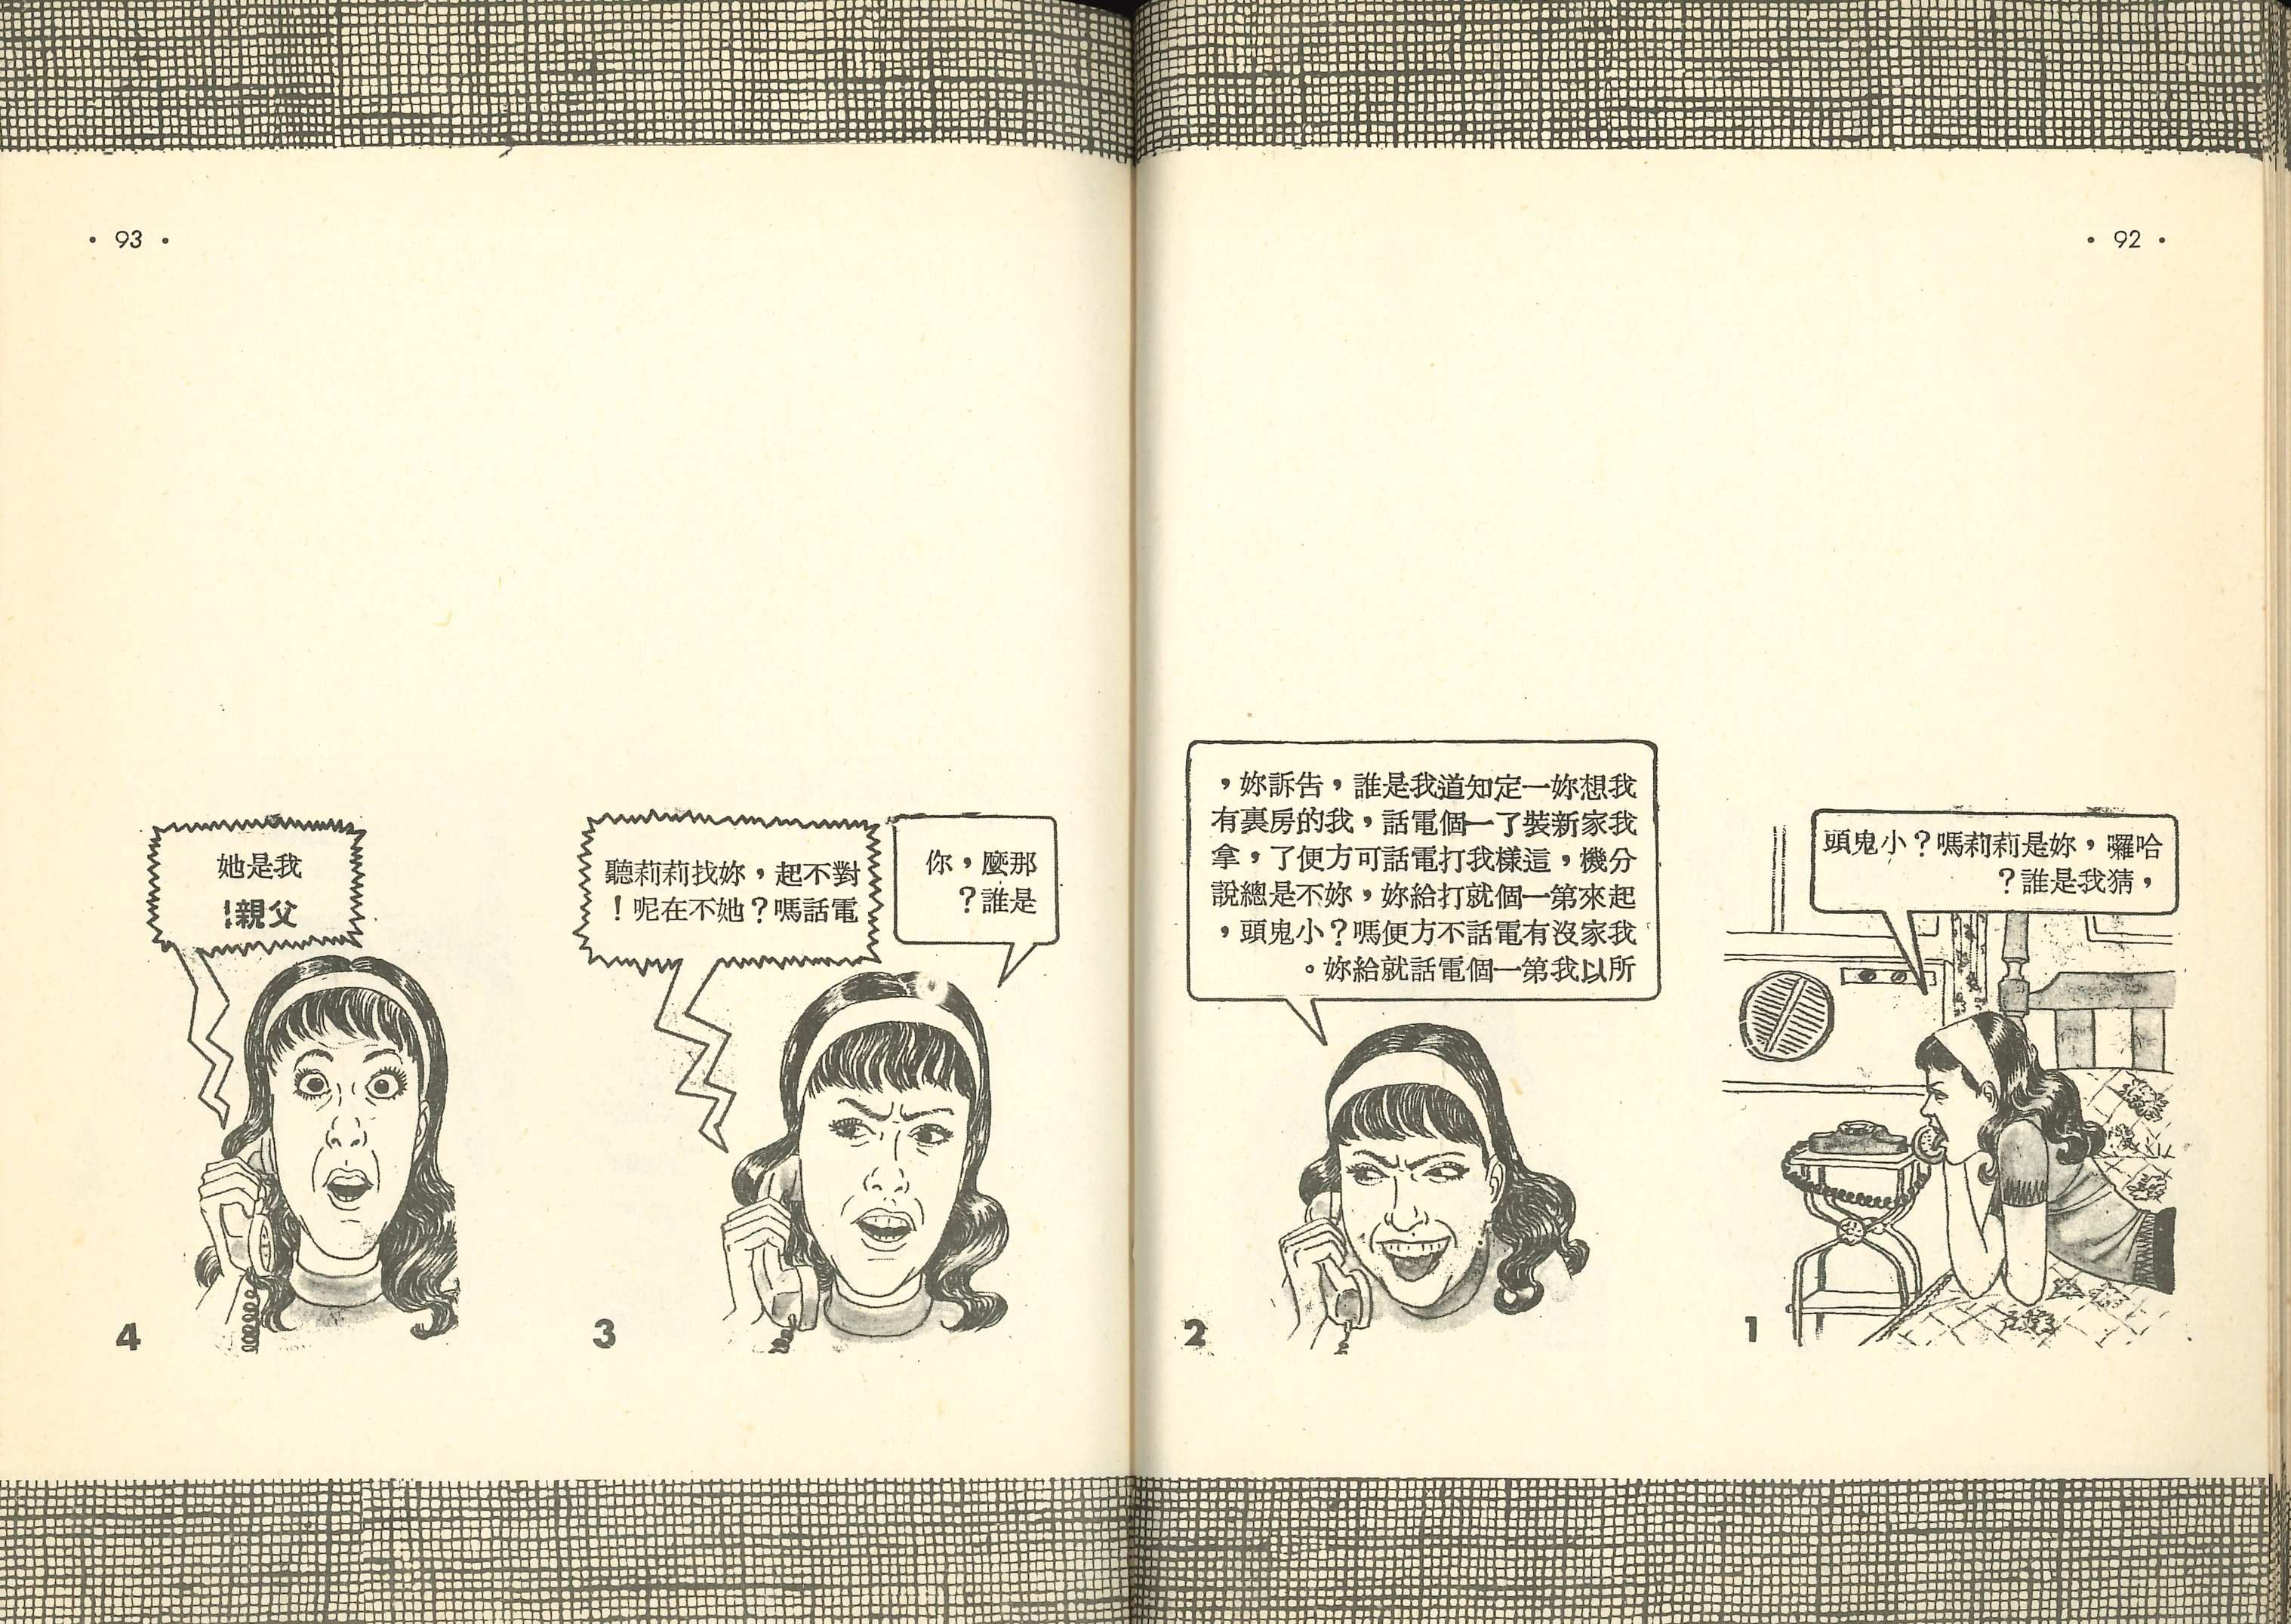 • 92 •
哈囉，妳是莉莉嗎？小鬼頭
，猜我是誰？
1
我想妳一定知道我是誰，告訴妳，
我家新裝了一個電話，我的房裏有
分機，這樣我打電話可方便了，拿
起來第一個就打給妳，妳不是總說
我家沒有電話不方便嗎？小鬼頭，
所以我第一個電話就給妳。
2
• 93 •
那麼，你
是誰？
對不起，妳找莉莉聽
電話嗎？她不在呢！
3
我是她
父親！
4